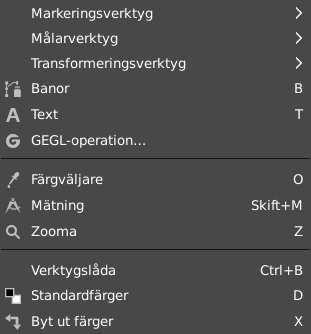 Markeringsverktyg
Målarverktyg
Transformeringsverktyg
Banor B
Text T
GEGL-operation...
Färgväljare O
Mätning Skift+M
Zooma Z
Verktygslåda Ctrl+B
Standardfärger D
Byt ut färger X